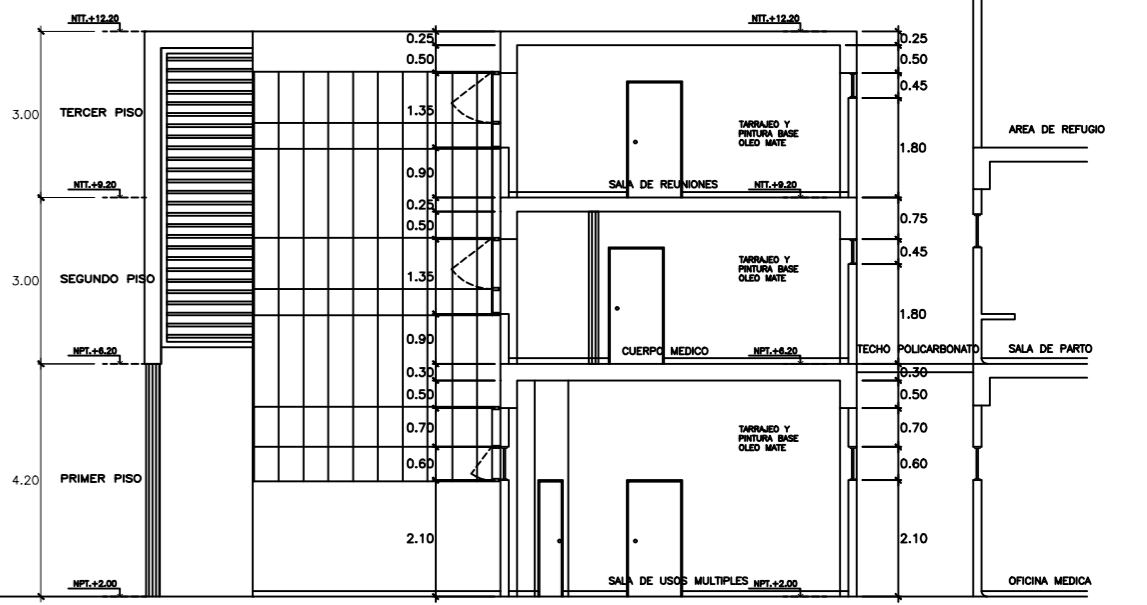 NTT.+12.20
NTT.+12.20
0.25
0.25
0.50
0.50
0.45
3.00
TERCER PISO
1.35
TARRAJEO Y
PINTURA BASE
OLEO MATE
AREA DE REFUGIO
1.80
0.90
NTT.+9.20
SALA DE REUNIONES
NTT.+9.20
0.25
0.75
0.50
0.45
3.00
SEGUNDO PISO
1.35
TARRAJEO Y
PINTURA BASE
OLEO MATE
1.80
0.90
NPT.+6.20
CUERPO MEDICO
NPT.+6.20
TECHO POLICARBONATO
SALA DE PARTO
0.30
0.30
0.50
0.50
0.70
0.70
TARRAJEO Y
PINTURA BASE
OLEO MATE
0.60
0.60
4.20
PRIMER PISO
2.10
2.10
NPT.+2.00
SALA DE USOS MULTIPLES
NPT.+2.00
OFICINA MEDICA